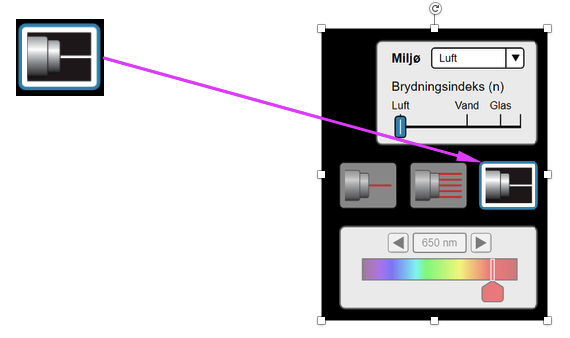 Miljø Luft
Brydningsindeks (n)
Luft Vand Glas
650 nm